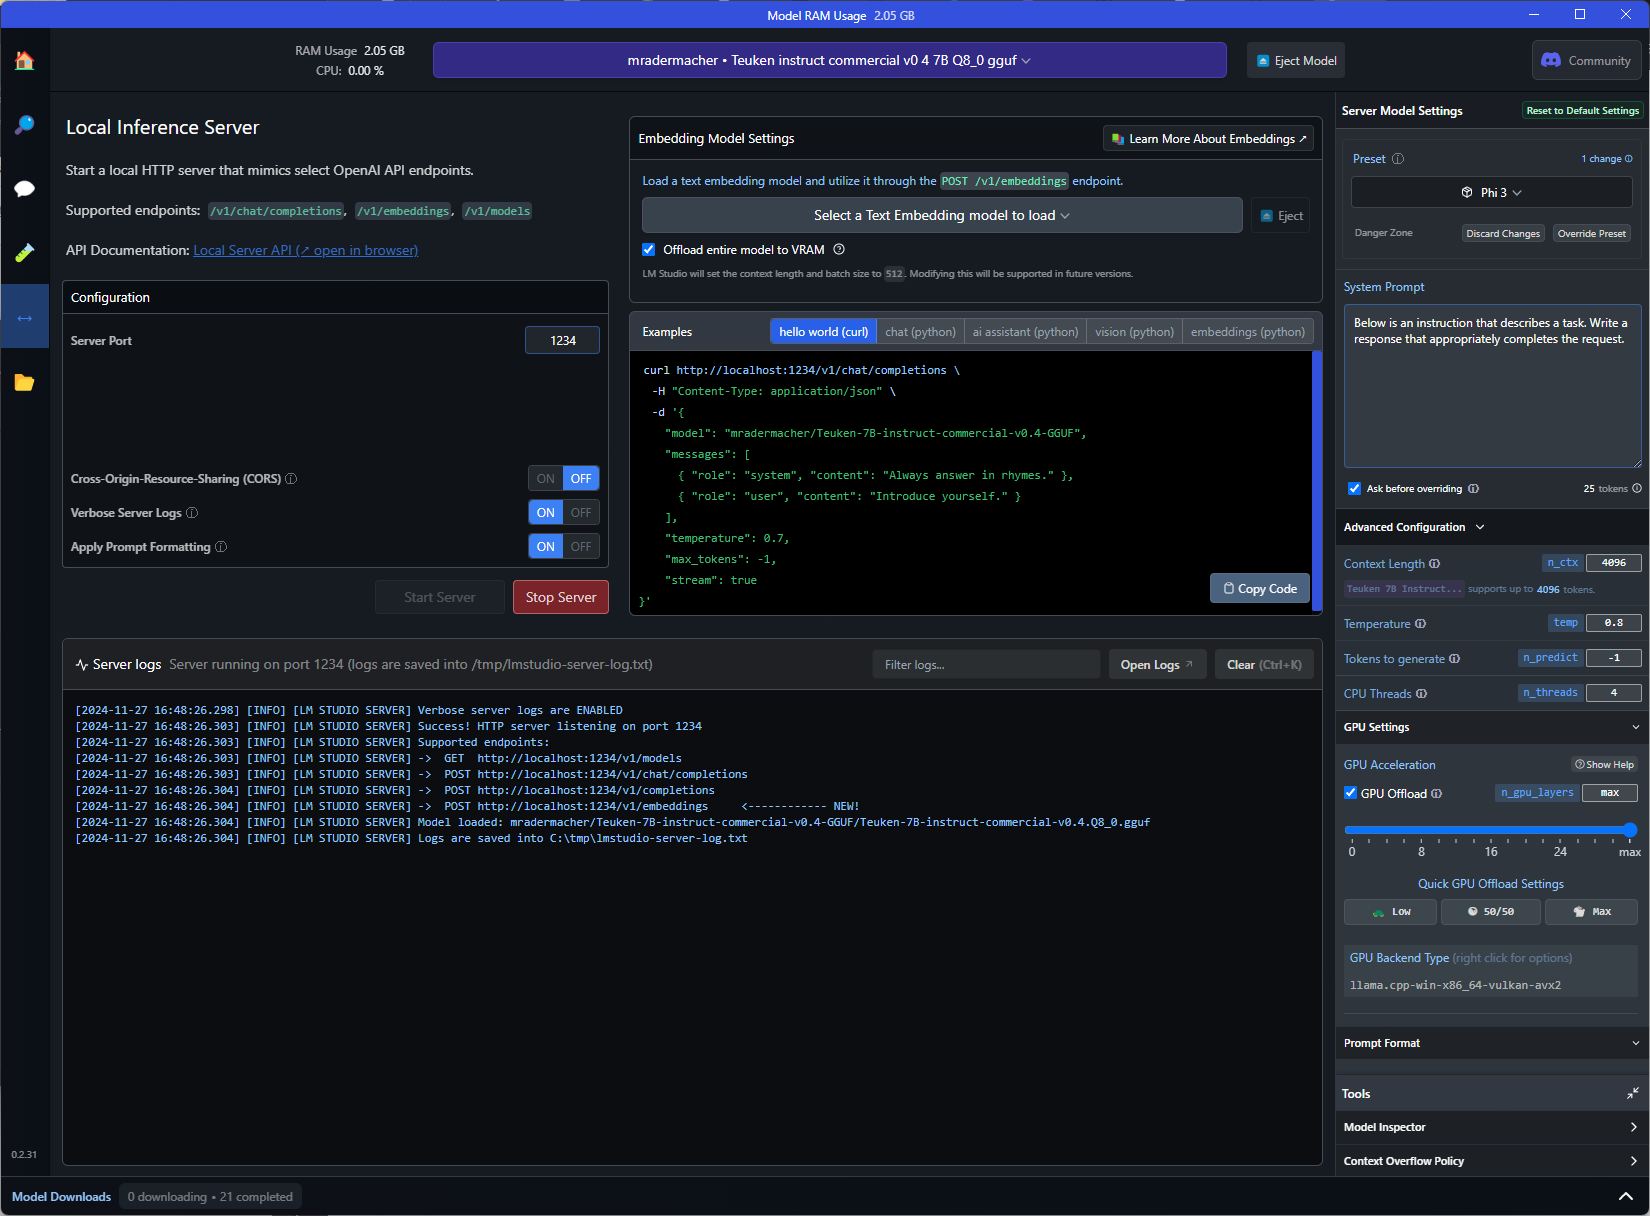 Model RAM Usage 2.05 GB
RAM Usage 2.05 GB
CPU: 0.00 %
mradermacher • Teuken instruct commercial v0 4 7B Q8_0 gguf
Eject Model
Community
Local Inference Server
Start a local HTTP server that mimics select OpenAI API endpoints.
Supported endpoints: /v1/chat/completions, /v1/embeddings, /v1/models
API Documentation: Local Server API (↗ open in browser)
Configuration
Server Port 1234
Cross-Origin-Resource-Sharing (CORS) ON OFF
Verbose Server Logs ON OFF
Apply Prompt Formatting ON OFF
Start Server Stop Server
Embedding Model Settings
Learn More About Embeddings ↗
Load a text embedding model and utilize it through the POST /v1/embeddings endpoint.
Select a Text Embedding model to load
Eject
Offload entire model to VRAM
LM Studio will set the context length and batch size to 512. Modifying this will be supported in future versions.
Examples
hello world (curl) chat (python) ai assistant (python) vision (python) embeddings (python)
curl http://localhost:1234/v1/chat/completions \
-H "Content-Type: application/json" \
-d '{
"model": "mradermacher/Teuken-7B-instruct-commercial-v0.4-GGUF",
"messages": [
{ "role": "system", "content": "Always answer in rhymes." },
{ "role": "user", "content": "Introduce yourself." }
],
"temperature": 0.7,
"max_tokens": -1,
"stream": true
}'
Copy Code
Server logs Server running on port 1234 (logs are saved into /tmp/lmstudio-server-log.txt)
Filter logs...
Open Logs ↗
Clear (Ctrl+K)
[2024-11-27 16:48:26.298] [INFO] [LM STUDIO SERVER] Verbose server logs are ENABLED
[2024-11-27 16:48:26.303] [INFO] [LM STUDIO SERVER] Success! HTTP server listening on port 1234
[2024-11-27 16:48:26.303] [INFO] [LM STUDIO SERVER] Supported endpoints:
[2024-11-27 16:48:26.303] [INFO] [LM STUDIO SERVER] -> GET http://localhost:1234/v1/models
[2024-11-27 16:48:26.303] [INFO] [LM STUDIO SERVER] -> POST http://localhost:1234/v1/chat/completions
[2024-11-27 16:48:26.304] [INFO] [LM STUDIO SERVER] -> POST http://localhost:1234/v1/completions
[2024-11-27 16:48:26.304] [INFO] [LM STUDIO SERVER] -> POST http://localhost:1234/v1/embeddings <------------ NEW!
[2024-11-27 16:48:26.304] [INFO] [LM STUDIO SERVER] Model loaded: mradermacher/Teuken-7B-instruct-commercial-v0.4-GGUF/Teuken-7B-instruct-commercial-v0.4.Q8_0.gguf
[2024-11-27 16:48:26.304] [INFO] [LM STUDIO SERVER] Logs are saved into C:\tmp\lmstudio-server-log.txt
Server Model Settings
Reset to Default Settings
Preset
1 change
Phi 3
Danger Zone
Discard Changes
Override Preset
System Prompt
Below is an instruction that describes a task. Write a
response that appropriately completes the request.
Ask before overriding
25 tokens
Advanced Configuration
Context Length n_ctx 4096
Teuken 7B Instruct... supports up to 4096 tokens.
Temperature temp 0.8
Tokens to generate n_predict -1
CPU Threads n_threads 4
GPU Settings
GPU Acceleration
Show Help
GPU Offload n_gpu_layers max
0 8 16 24 max
Quick GPU Offload Settings
Low 50/50 Max
GPU Backend Type (right click for options)
llama.cpp-win-x86_64-vulkan-avx2
Prompt Format
Tools
Model Inspector
Context Overflow Policy
0.2.31
Model Downloads 0 downloading • 21 completed